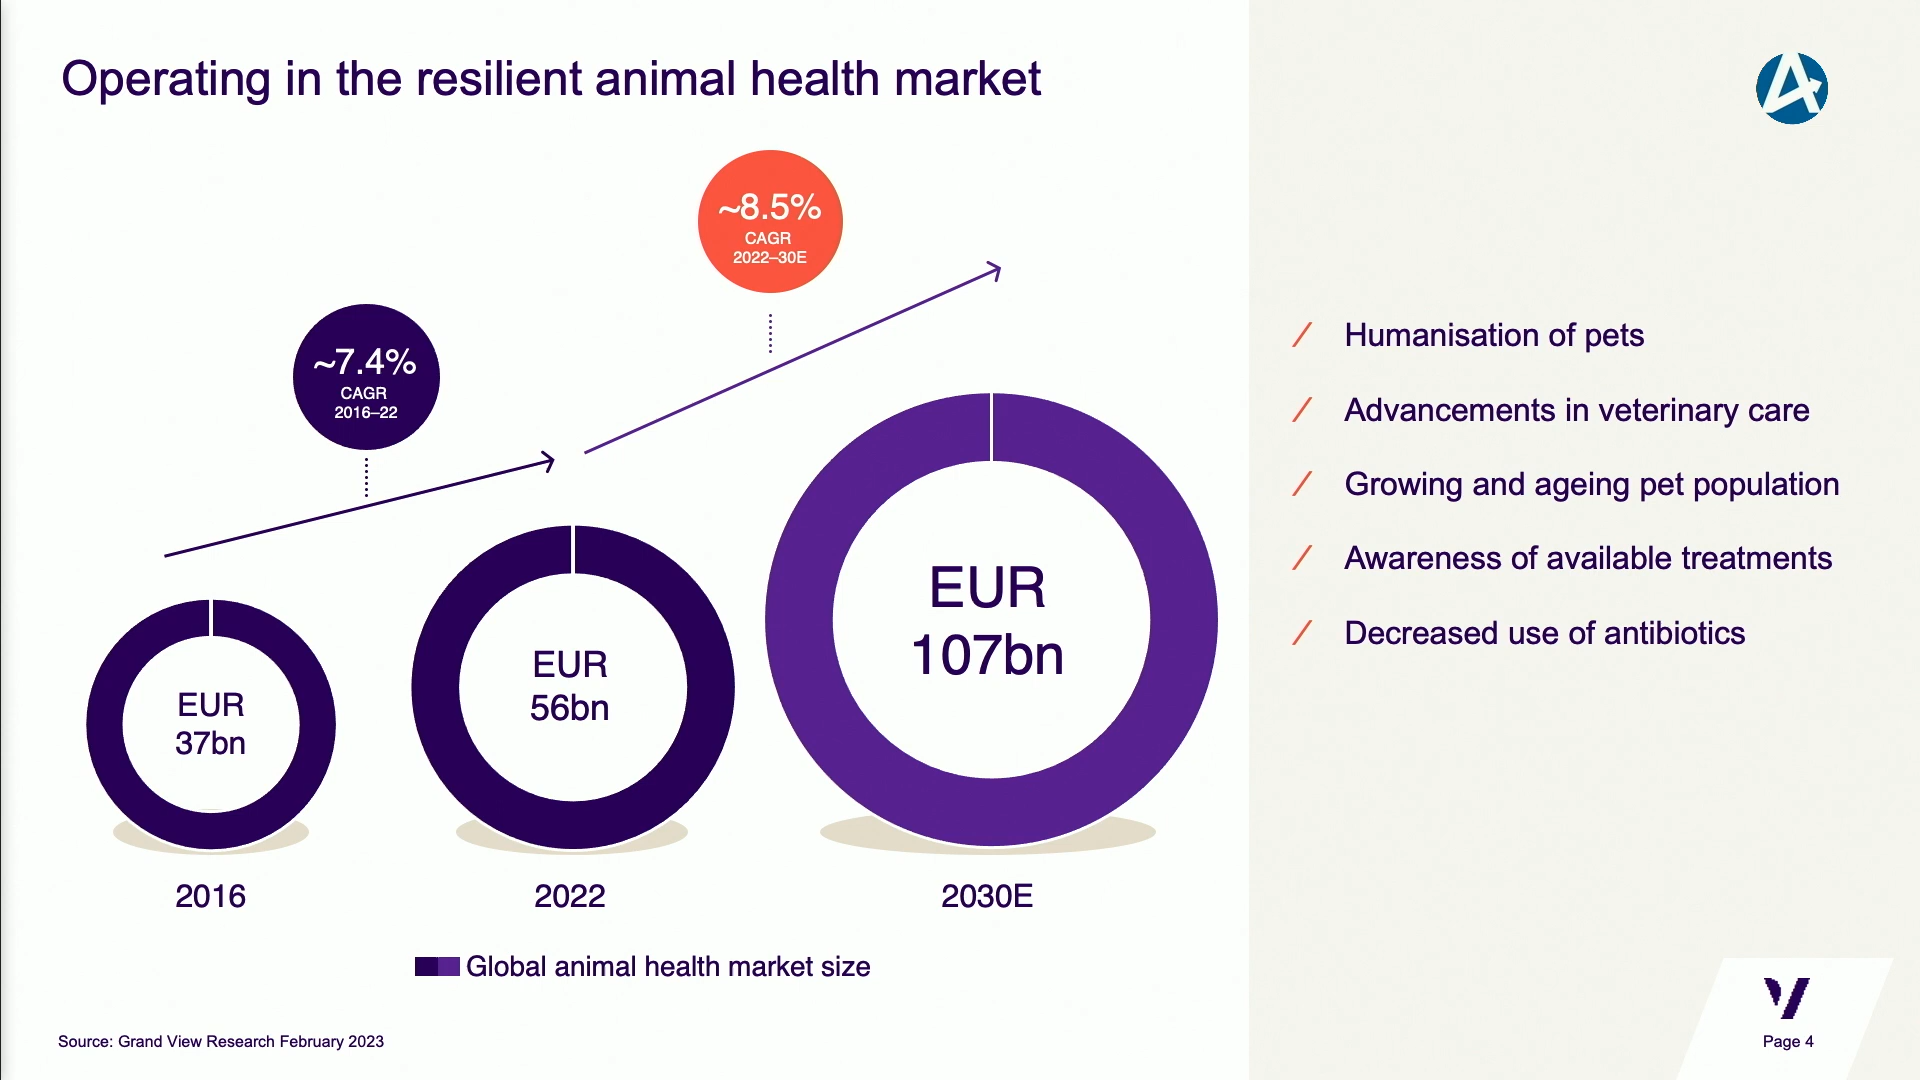 Operating in the resilient animal health market
~8.5%
CAGR
2022–30E
~7.4%
CAGR
2016–22
EUR
37bn
EUR
56bn
EUR
107bn
2016
2022
2030E
Global animal health market size
Source: Grand View Research February 2023
Humanisation of pets
Advancements in veterinary care
Growing and ageing pet population
Awareness of available treatments
Decreased use of antibiotics
Page 4